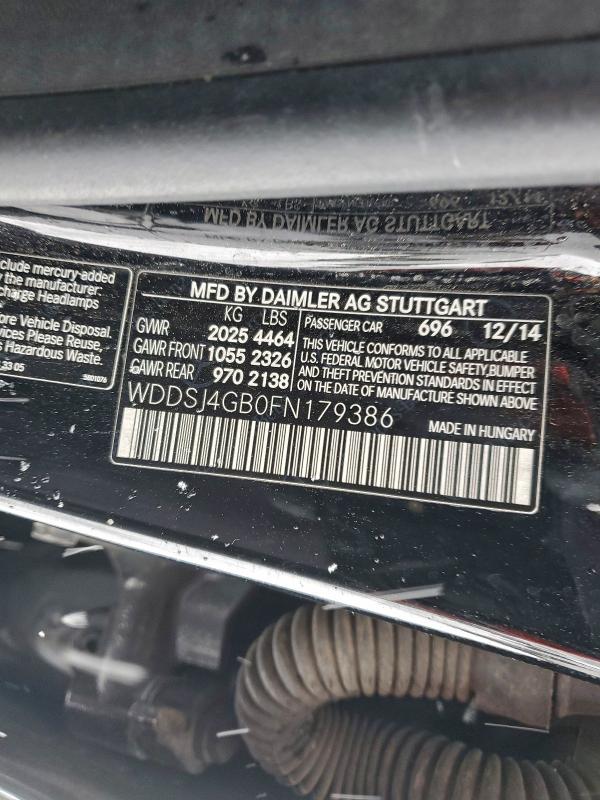 clude mercury-added
y the manufacturer.
charge Headlamps
ore Vehicle Disposal.
vices Please Reuse,
s Hazardous Waste.
33 05
5801076
MFD BY DAIMLER AG STUTTGART
KG LBS
GVWR 2025 4464
GAWR FRONT 1055 2326
GAWR REAR 970 2138
PASSENGER CAR 696 12/14
THIS VEHICLE CONFORMS TO ALL APPLICABLE
U.S. FEDERAL MOTOR VEHICLE SAFETY,BUMPER
AND THEFT PREVENTION STANDARDS IN EFFECT
ON THE DATE OF MANUFACTURE SHOWN ABOVE
WDDSJ4GB0FN179386
MADE IN HUNGARY